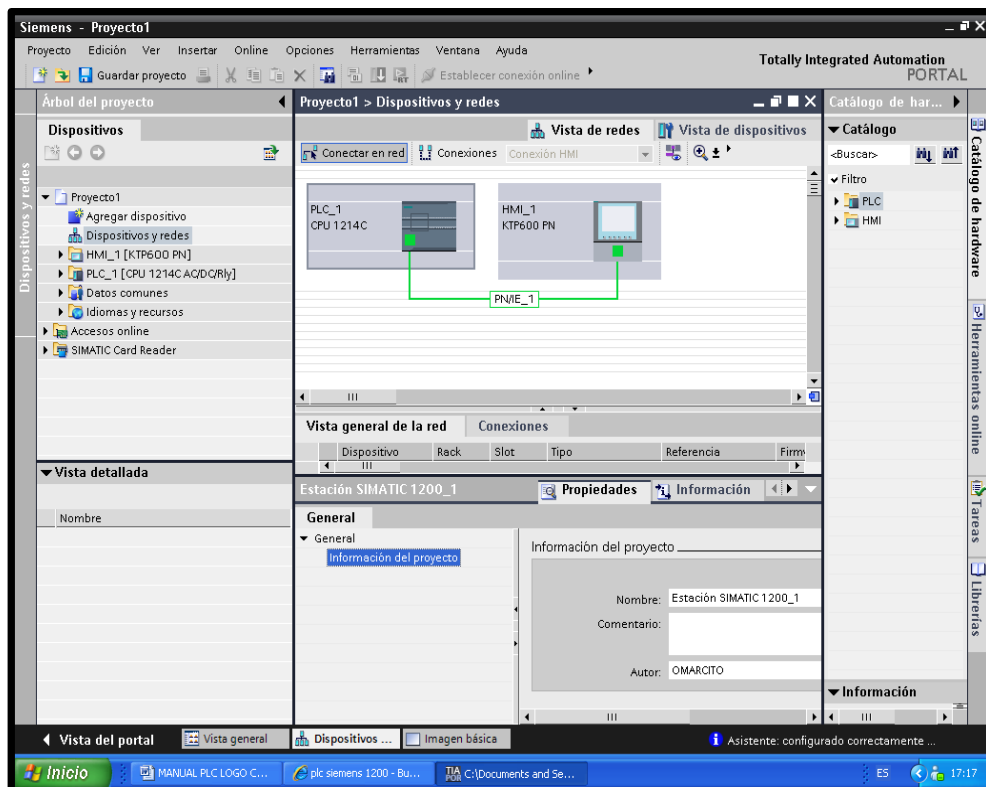 Siemens - Proyecto1
Proyecto Edición Ver Insertar Online Opciones Herramientas Ventana Ayuda
Totally Integrated Automation
PORTAL
Guardar proyecto
Establecer conexión online
Árbol del proyecto
Dispositivos
Dispositivos y redes
Proyecto1
Agregar dispositivo
Dispositivos y redes
HMI_1 [KTP600 PN]
PLC_1 [CPU 1214C AC/DC/Rly]
Datos comunes
Idiomas y recursos
Accesos online
SIMATIC Card Reader
Vista detallada
Nombre
Proyecto1 > Dispositivos y redes
Vista de redes
Vista de dispositivos
Conectar en red
Conexiones
Conexión HMI
PLC_1
CPU 1214C
HMI_1
KTP600 PN
PN/IE_1
Vista general de la red
Conexiones
Dispositivo Rack Slot Tipo Referencia
Estación SIMATIC 1200_1
Propiedades
Información
General
General
Información del proyecto
Información del proyecto
Nombre: Estación SIMATIC 1200_1
Comentario:
Autor: OMARCITO
Catálogo de har...
Catálogo
<Buscar>
Filtro
PLC
HMI
Información
Catálogo de hardware
Herramientas online
Tareas
Librerías
Vista del portal
Vista general
Dispositivos ...
Imagen básica
Asistente: configurado correctamente ...
Inicio
MANUAL PLC LOGO C...
plc siemens 1200 - Bu...
TIA
C:\Documents and Se...
ES
17:17